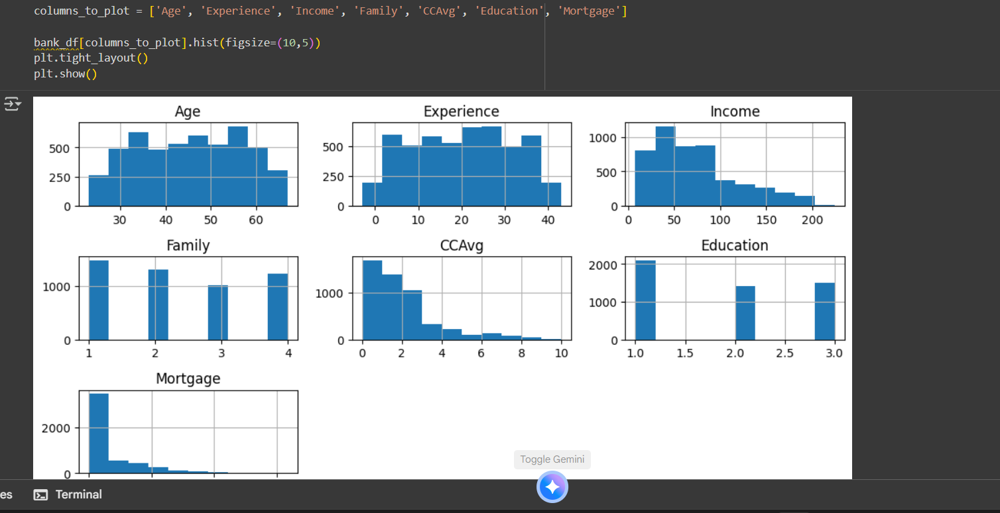 columns_to_plot = ['Age', 'Experience', 'Income', 'Family', 'CCAvg', 'Education', 'Mortgage']
bank_df[columns_to_plot].hist(figsize=(10,5))
plt.tight_layout()
plt.show()
Age
500
250
0
30 40 50 60
Experience
500
250
0
0 10 20 30 40
Income
1000
500
0
0 50 100 150 200
Family
1000
0
1 2 3 4
CCAvg
1000
0
0 2 4 6 8 10
Education
2000
1000
0
1.0 1.5 2.0 2.5 3.0
Mortgage
2000
0
Toggle Gemini
es
Terminal